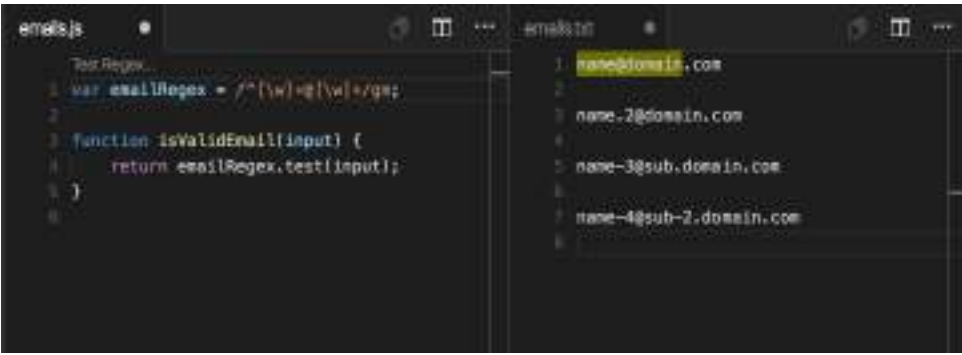 emails.js
Test Regex...
1 var emailRegex = /^[\w]+@[\w]+/gm;
2
3 function isValidEmail(input) {
4 return emailRegex.test(input);
5 }
6
emails.txt
1 name@domain.com
2
3 name.2@domain.com
4
5 name-3@sub.domain.com
6
7 name-4@sub-2.domain.com
8